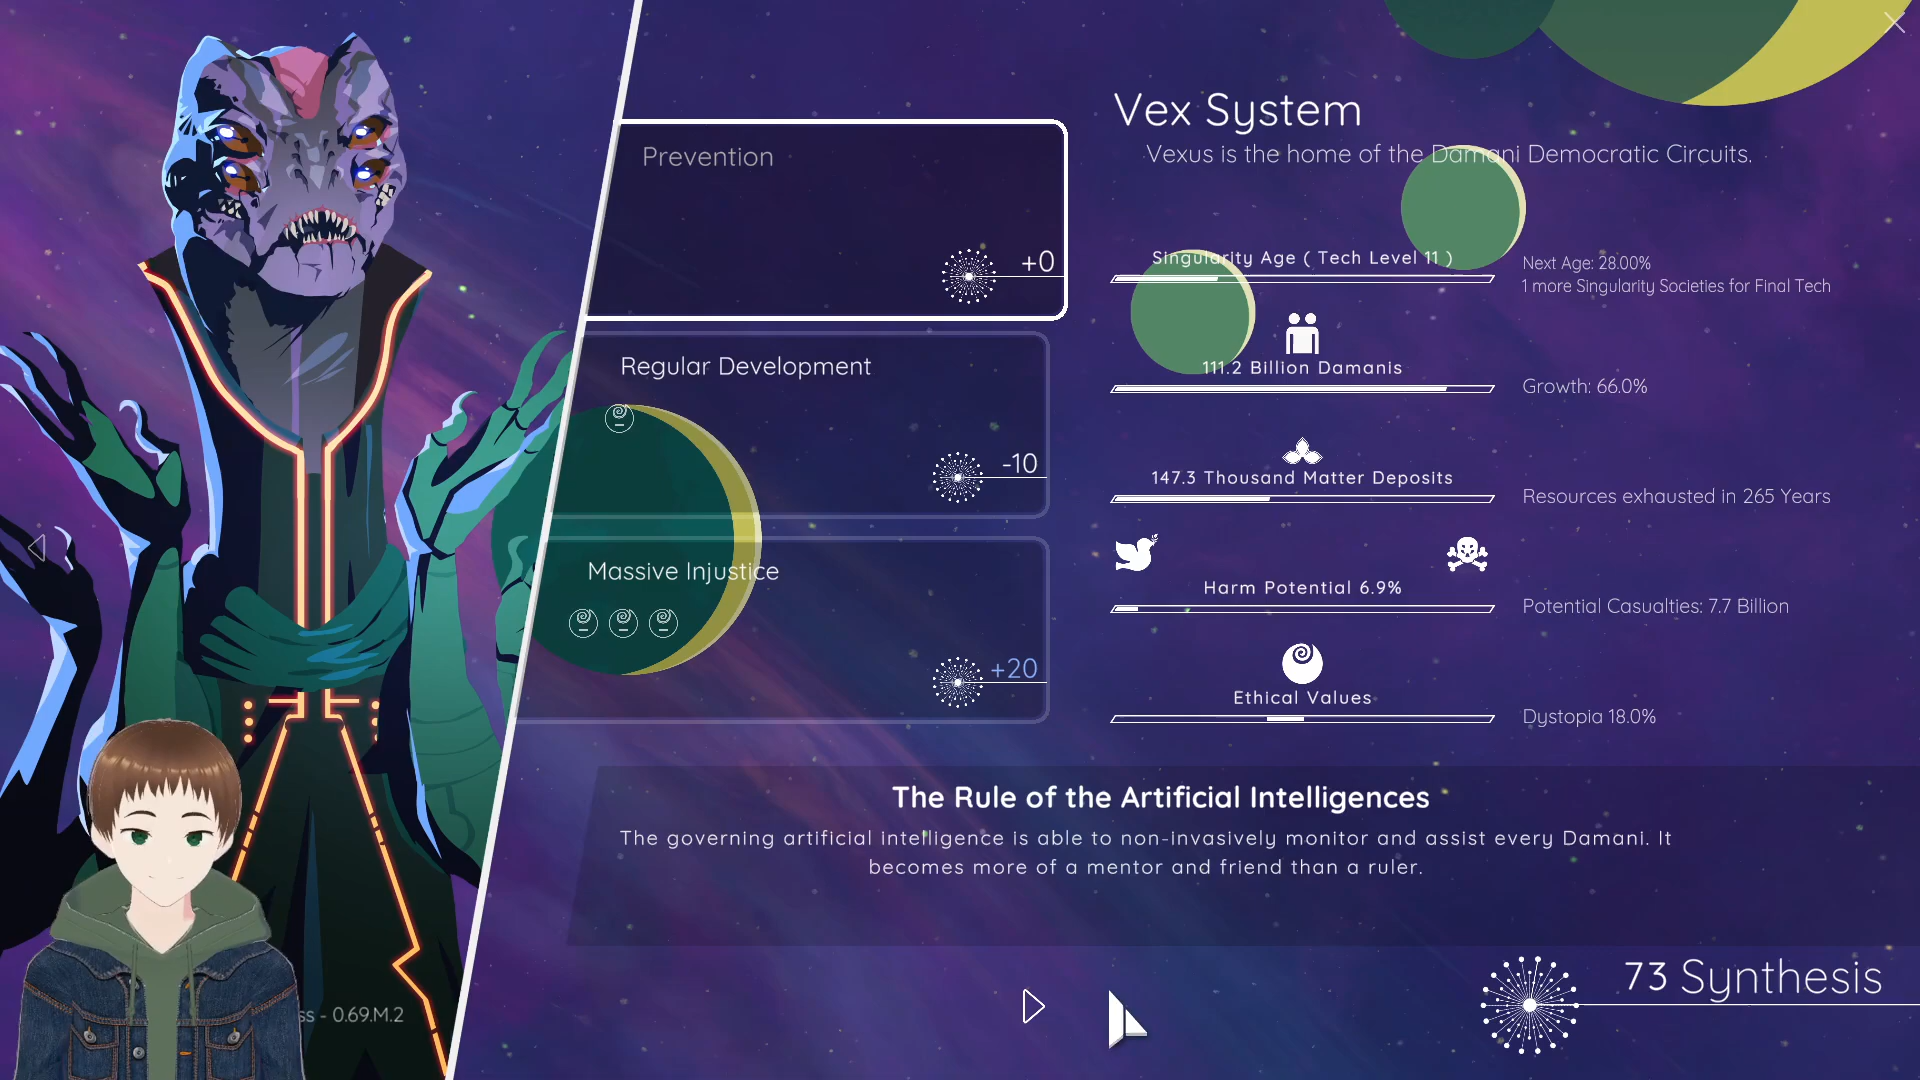 Vex System
Vexus is the home of the Damani Democratic Circuits.
Prevention
+0
Regular Development
-10
Massive Injustice
+20
Singularity Age ( Tech Level 11 )
Next Age: 28.00%
1 more Singularity Societies for Final Tech
111.2 Billion Damanis
Growth: 66.0%
147.3 Thousand Matter Deposits
Resources exhausted in 265 Years
Harm Potential 6.9%
Potential Casualties: 7.7 Billion
Ethical Values
Dystopia 18.0%
The Rule of the Artificial Intelligences
The governing artificial intelligence is able to non-invasively monitor and assist every Damani. It
becomes more of a mentor and friend than a ruler.
73 Synthesis
ss - 0.69.M.2